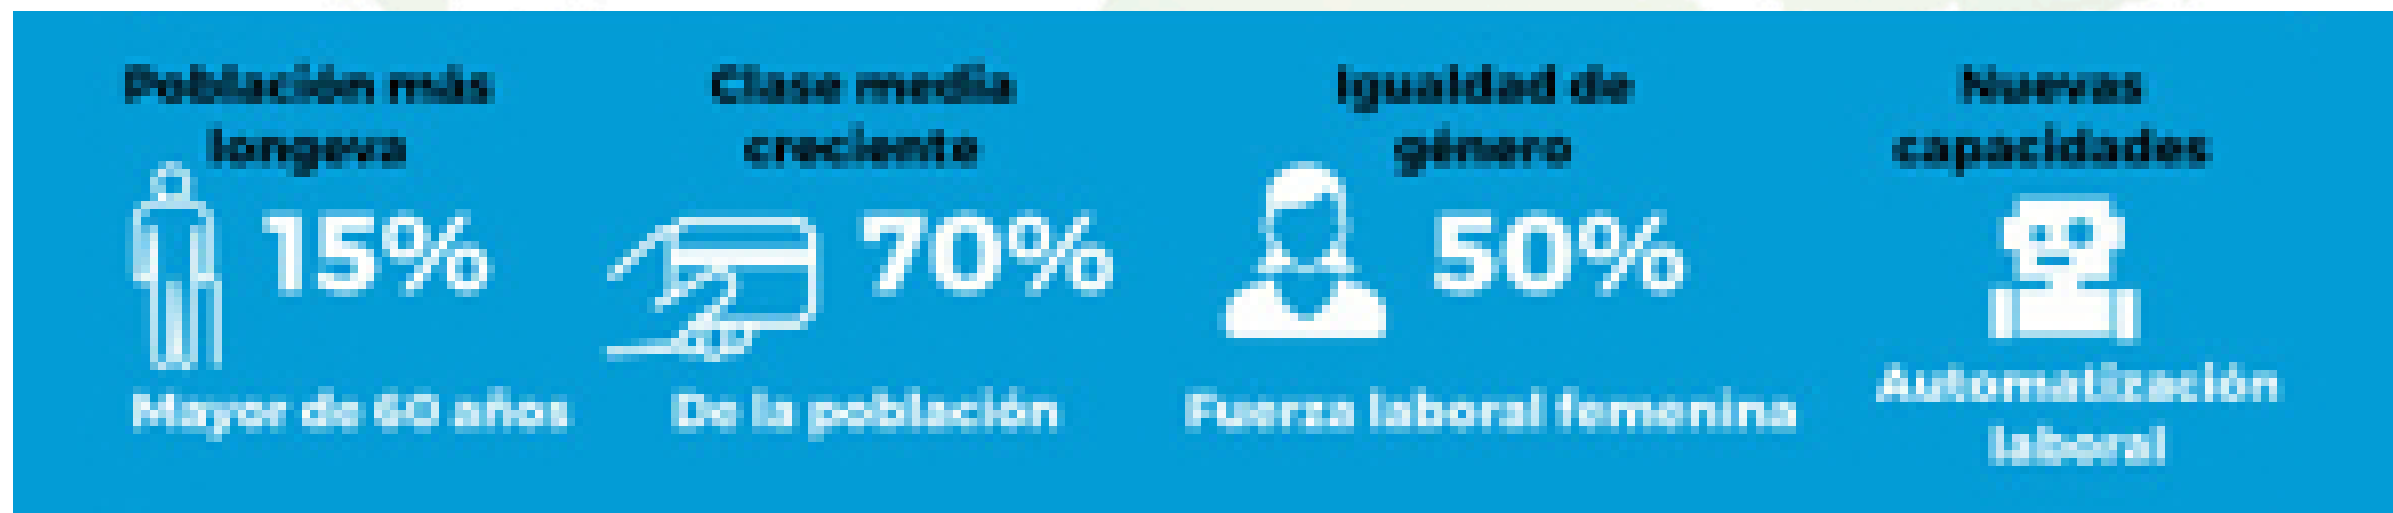 Población más
longeva
15%
Mayor de 60 años
Clase media
creciente
70%
De la población
Igualdad de
género
50%
Fuerza laboral femenina
Nuevas
capacidades
Automatización
laboral